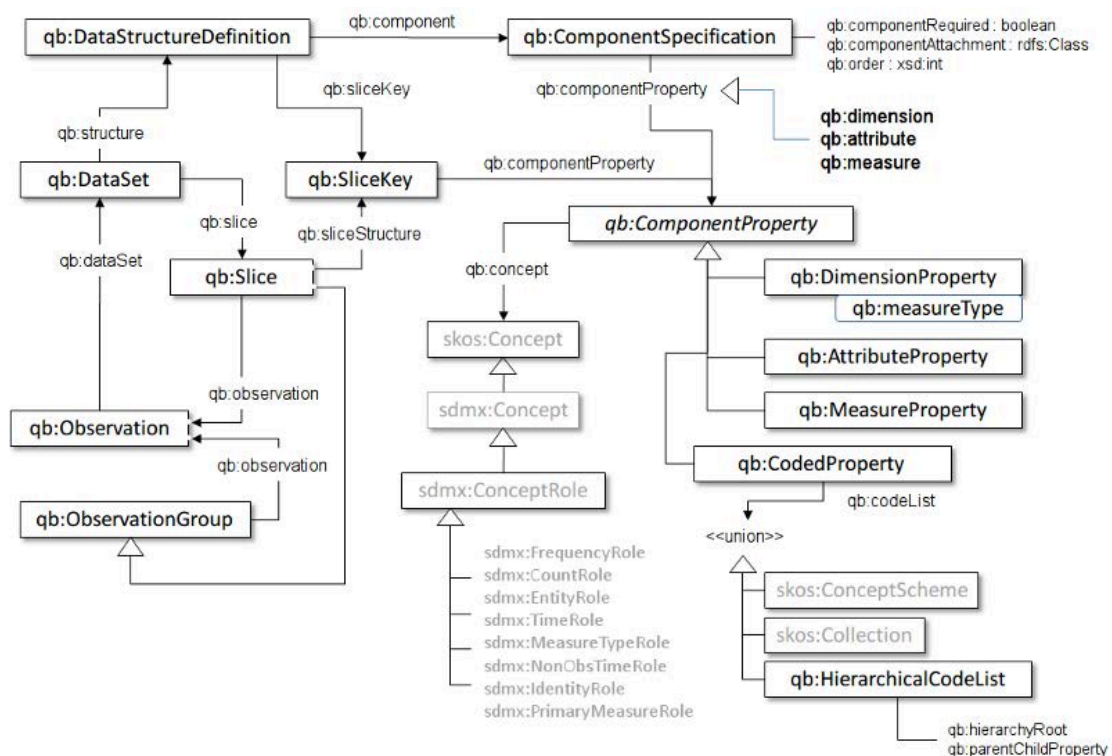 qb:DataStructureDefinition
qb:component
qb:ComponentSpecification
qb:componentRequired : boolean
qb:componentAttachment : rdfs:Class
qb:order : xsd:int
qb:sliceKey
qb:componentProperty
qb:dimension
qb:attribute
qb:measure
qb:structure
qb:DataSet
qb:SliceKey
qb:componentProperty
qb:slice
qb:sliceStructure
qb:dataSet
qb:ComponentProperty
qb:Slice
qb:concept
qb:DimensionProperty
qb:measureType
skos:Concept
qb:AttributeProperty
qb:observation
sdmx:Concept
qb:MeasureProperty
qb:Observation
qb:observation
qb:CodedProperty
sdmx:ConceptRole
qb:codeList
qb:ObservationGroup
<<union>>
sdmx:FrequencyRole
sdmx:CountRole
sdmx:EntityRole
sdmx:TimeRole
sdmx:MeasureTypeRole
sdmx:NonObsTimeRole
sdmx:IdentityRole
sdmx:PrimaryMeasureRole
skos:ConceptScheme
skos:Collection
qb:HierarchicalCodeList
qb:hierarchyRoot
qb:parentChildProperty